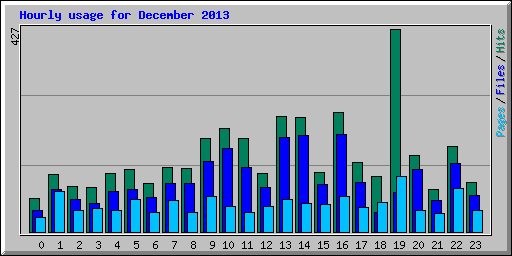 Hourly usage for December 2013
427
Pages / Files / Hits
0 1 2 3 4 5 6 7 8 9 10 11 12 13 14 15 16 17 18 19 20 21 22 23